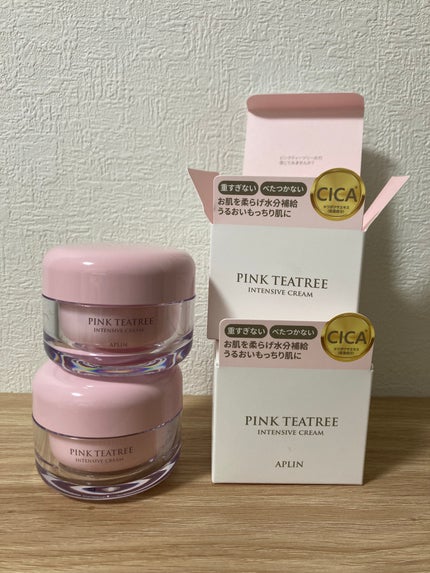 重すぎない べたつかない
お肌を柔らげ水分補給
うるおいもっちり肌に
CICA
PINK TEATREE
INTENSIVE CREAM
重すぎない べたつかない
お肌を柔らげ水分補給
うるおいもっちり肌に
CICA
PINK TEATREE
INTENSIVE CREAM
APLIN
PINK TEATREE
INTENSIVE CREAM
APLIN
PINK TEATREE
INTENSIVE CREAM